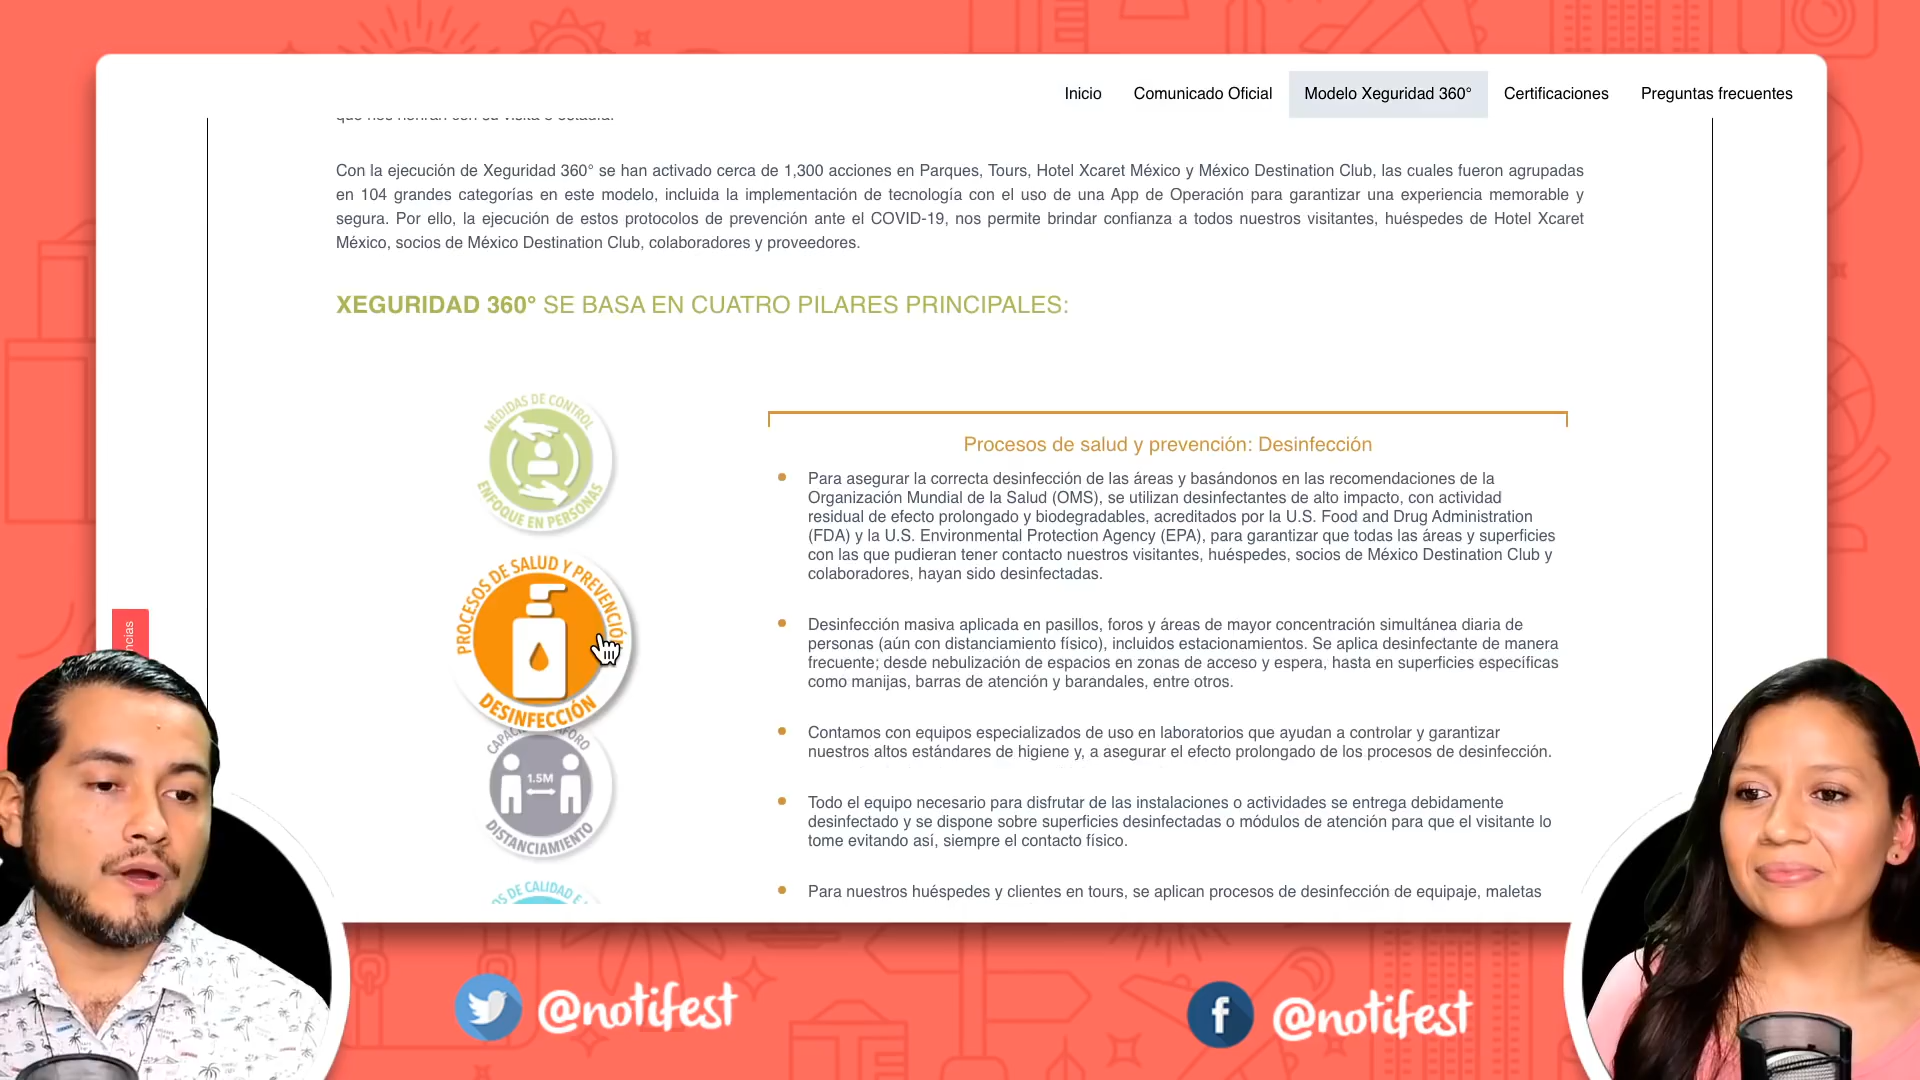 Inicio Comunicado Oficial Modelo Xeguridad 360° Certificaciones Preguntas frecuentes
que nos honran con su visita o estadía.
Con la ejecución de Xeguridad 360° se han activado cerca de 1,300 acciones en Parques, Tours, Hotel Xcaret México y México Destination Club, las cuales fueron agrupadas
en 104 grandes categorías en este modelo, incluida la implementación de tecnología con el uso de una App de Operación para garantizar una experiencia memorable y
segura. Por ello, la ejecución de estos protocolos de prevención ante el COVID-19, nos permite brindar confianza a todos nuestros visitantes, huéspedes de Hotel Xcaret
México, socios de México Destination Club, colaboradores y proveedores.
XEGURIDAD 360° SE BASA EN CUATRO PILARES PRINCIPALES:
MEDIDAS DE CONTROL
ENFOQUE EN PERSONAS
PROCESOS DE SALUD Y PREVENCIÓN
DESINFECCIÓN
1.5M
DISTANCIAMIENTO
DE CALIDAD E
Procesos de salud y prevención: Desinfección
Para asegurar la correcta desinfección de las áreas y basándonos en las recomendaciones de la
Organización Mundial de la Salud (OMS), se utilizan desinfectantes de alto impacto, con actividad
residual de efecto prolongado y biodegradables, acreditados por la U.S. Food and Drug Administration
(FDA) y la U.S. Environmental Protection Agency (EPA), para garantizar que todas las áreas y superficies
con las que pudieran tener contacto nuestros visitantes, huéspedes, socios de México Destination Club y
colaboradores, hayan sido desinfectadas.
Desinfección masiva aplicada en pasillos, foros y áreas de mayor concentración simultánea diaria de
personas (aún con distanciamiento físico), incluidos estacionamientos. Se aplica desinfectante de manera
frecuente; desde nebulización de espacios en zonas de acceso y espera, hasta en superficies específicas
como manijas, barras de atención y barandales, entre otros.
Contamos con equipos especializados de uso en laboratorios que ayudan a controlar y garantizar
nuestros altos estándares de higiene y, a asegurar el efecto prolongado de los procesos de desinfección.
Todo el equipo necesario para disfrutar de las instalaciones o actividades se entrega debidamente
desinfectado y se dispone sobre superficies desinfectadas o módulos de atención para que el visitante lo
tome evitando así, siempre el contacto físico.
Para nuestros huéspedes y clientes en tours, se aplican procesos de desinfección de equipaje, maletas
@notifest
@notifest